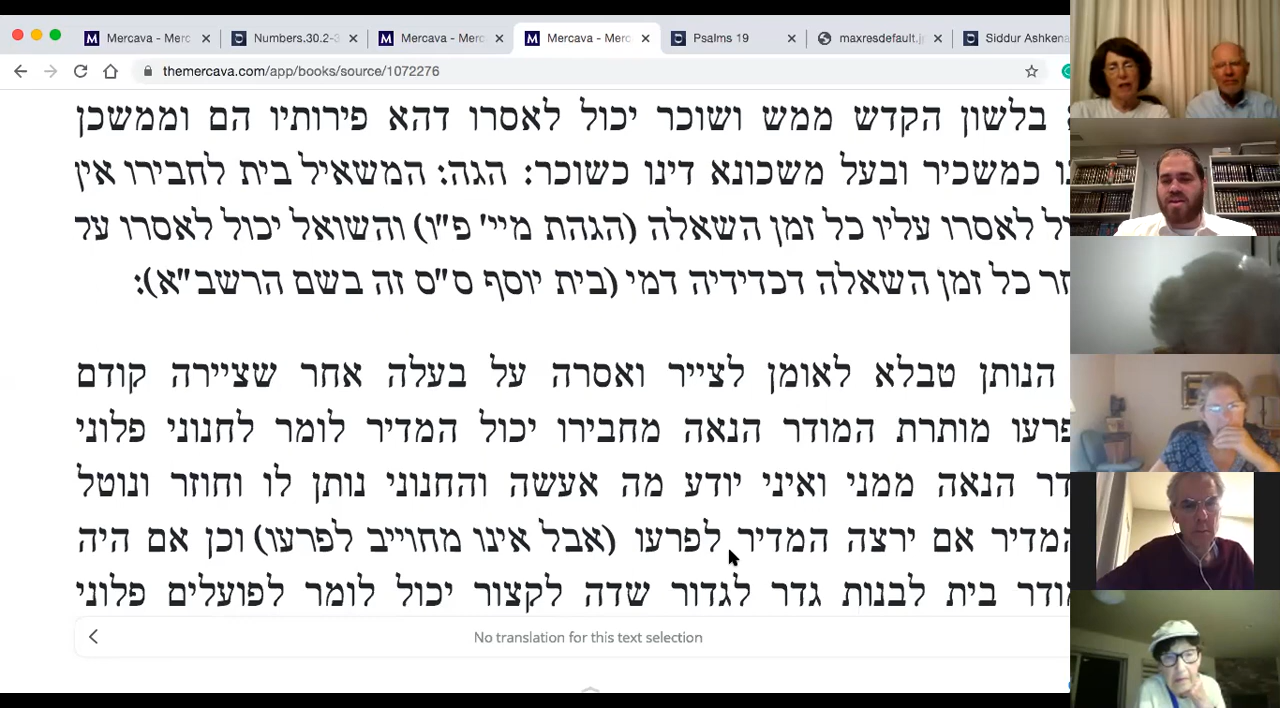 Mercava - Merc
Numbers.30.2-3
Mercava - Merc
Mercava - Merc
Psalms 19
maxresdefault.j
Siddur Ashkena
themercava.com/app/books/source/1072276
בלשון הקדש ממש ושוכר יכול לאסרו דהא פירותיו הם וממשכן
כמשכיר ובעל משכונא דינו כשוכר: הגה: המשאיל בית לחבירו אין
לאסרו עליו כל זמן השאלה (הגהת מיי' פ"ו) והשואל יכול לאסרו על
כל זמן השאלה דכדידיה דמי (בית יוסף ס"ס זה בשם הרשב"א):
הנותן טבלא לאומן לצייר ואסרה על בעלה אחר שציירה קודם
מותרת המודר הנאה מחבירו יכול המדיר לומר לחנוני פלוני
הנאה ממני ואיני יודע מה אעשה והחנוני נותן לו וחוזר ונוטל
אם ירצה המדיר לפרעו (אבל אינו מחוייב לפרעו) וכן אם היה
בית לבנות גדר לגדור שדה לקצור יכול לומר לפועלים פלוני
No translation for this text selection